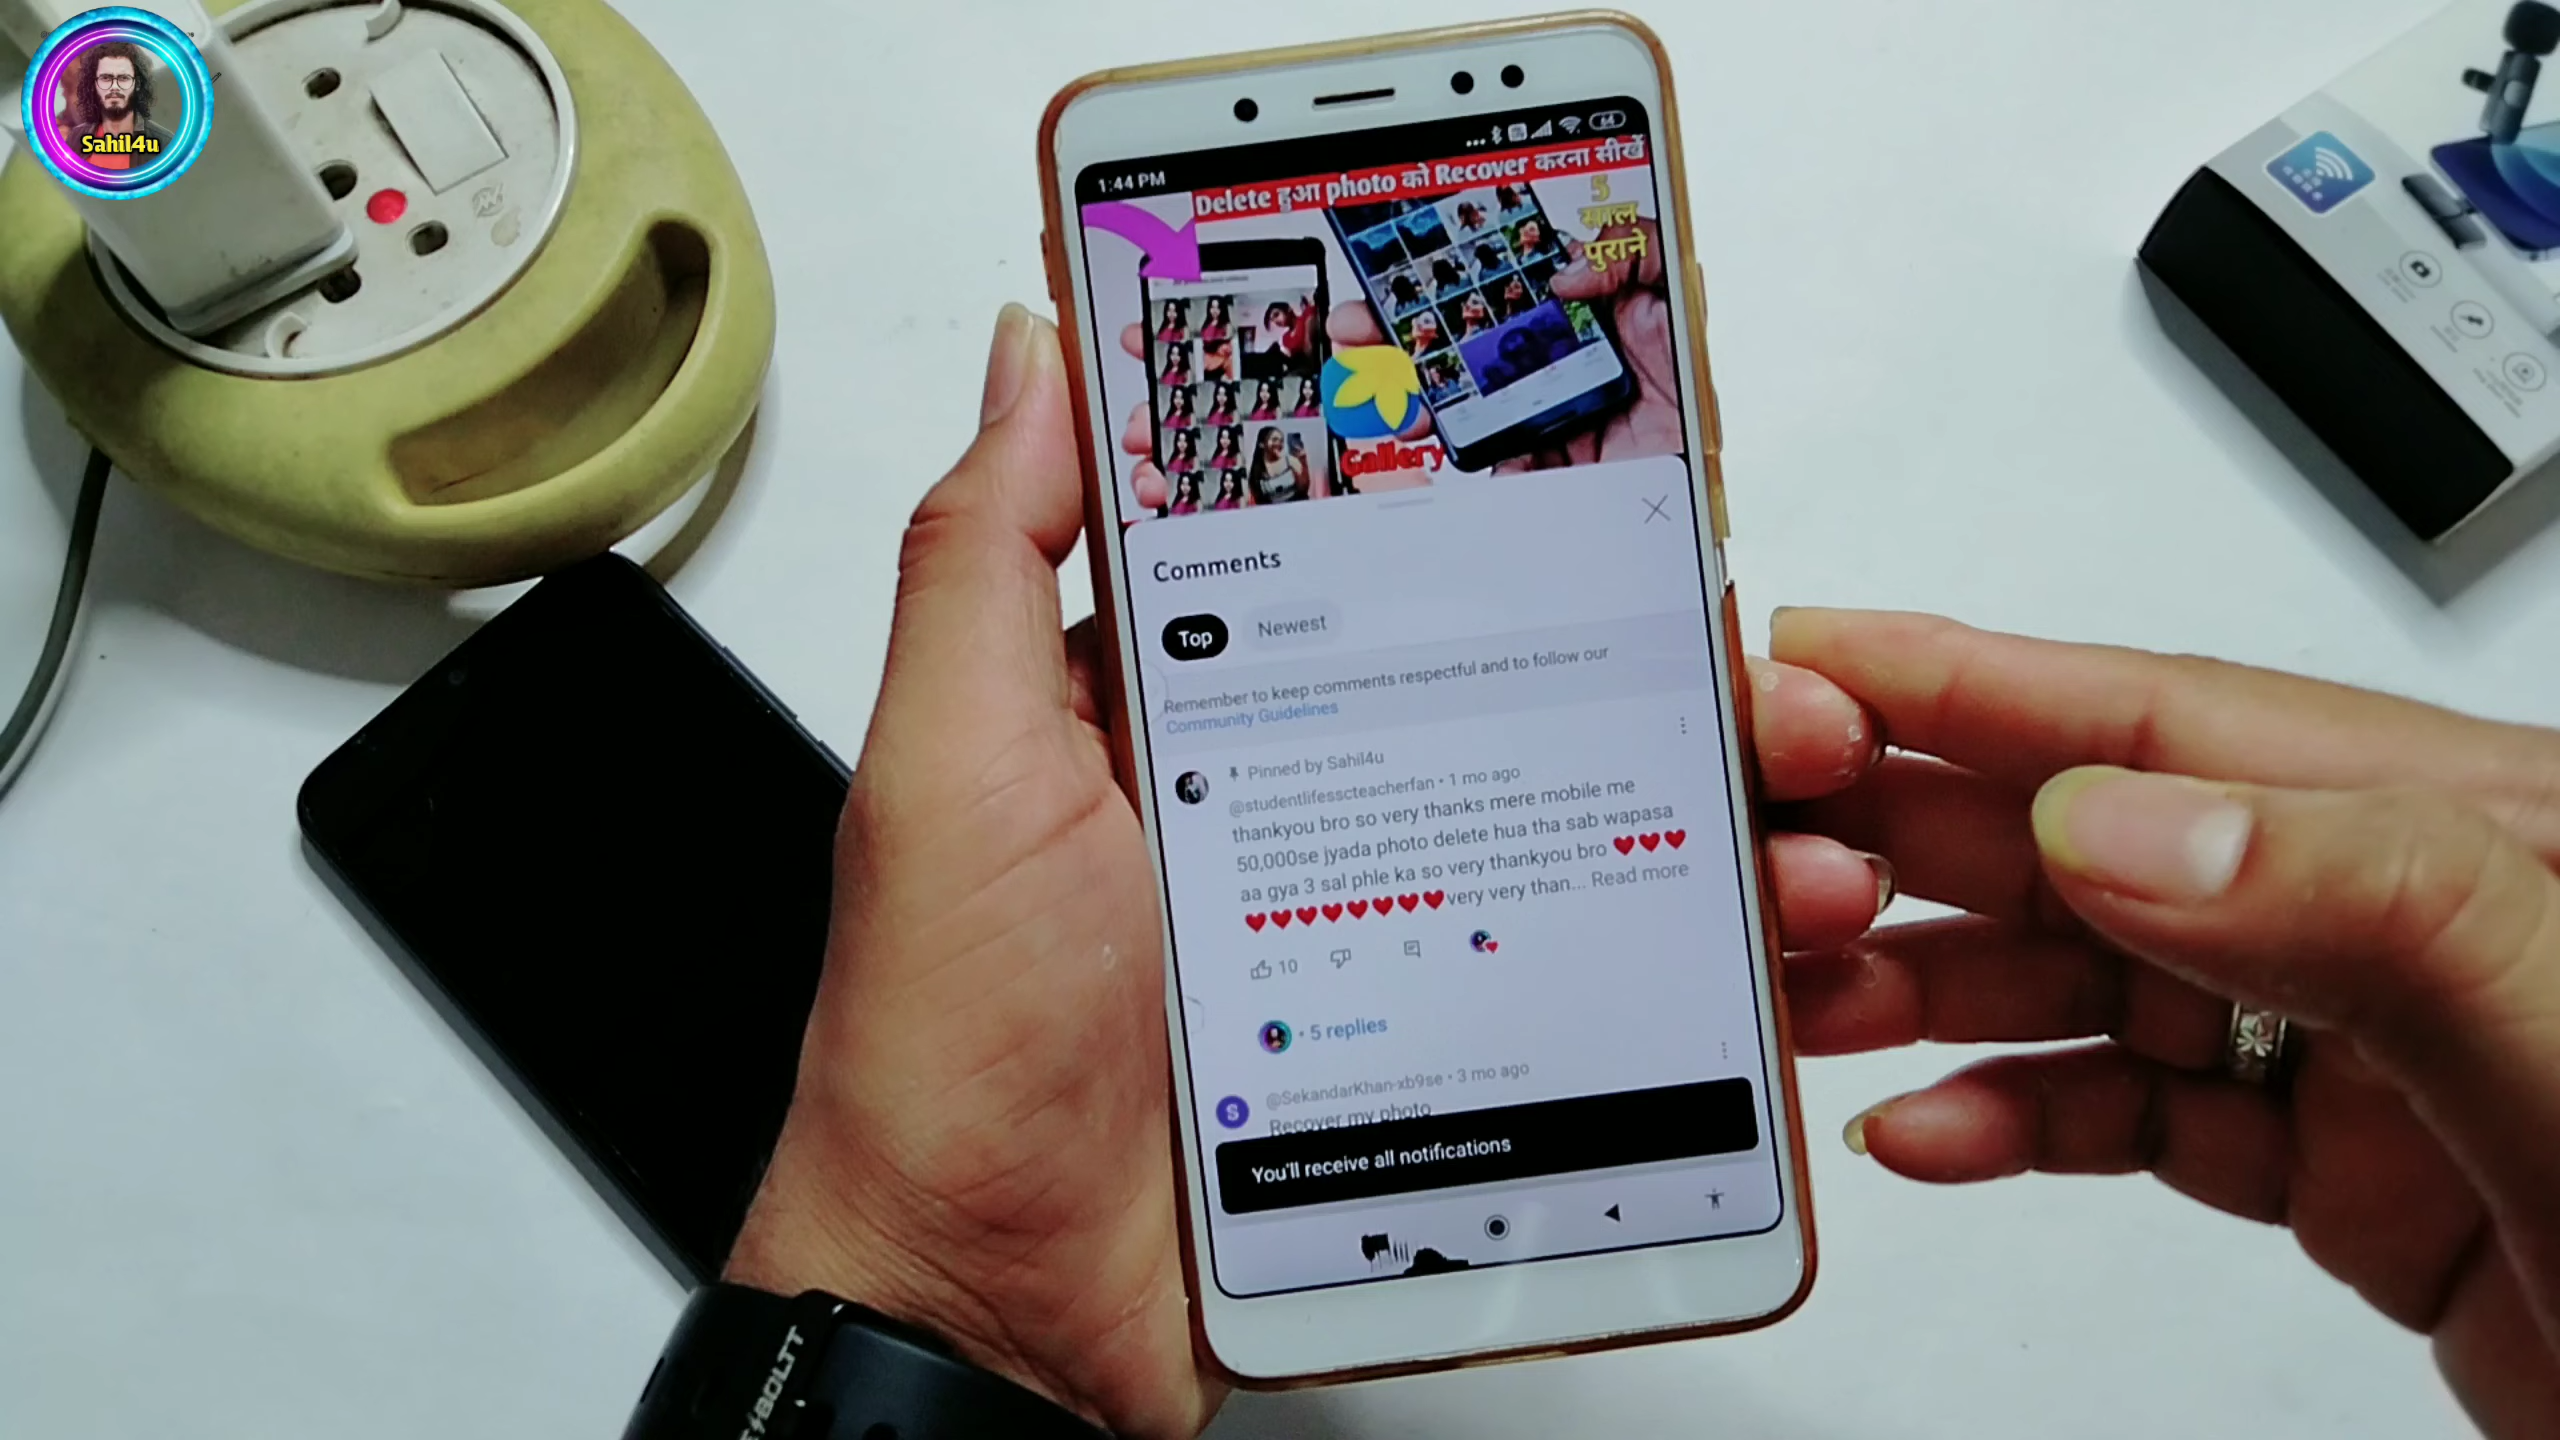 Sahil4u
1:44 PM
64
Delete हुआ photo को Recover करना सीखें
5
साल
पुराने
Gallery
Comments
Top
Newest
Remember to keep comments respectful and to follow our
Community Guidelines
Pinned by Sahil4u
@studentlifesscteacherfan • 1 mo ago
thankyou bro so very thanks mere mobile me
50,000se jyada photo delete hua tha sab wapasa
aa gya 3 sal phle ka so very thankyou bro ❤❤❤
❤❤❤❤❤❤❤❤very very than... Read more
10
• 5 replies
S
@SekandarKhan-xb9se • 3 mo ago
Recover my photo
You'll receive all notifications
BOLTT